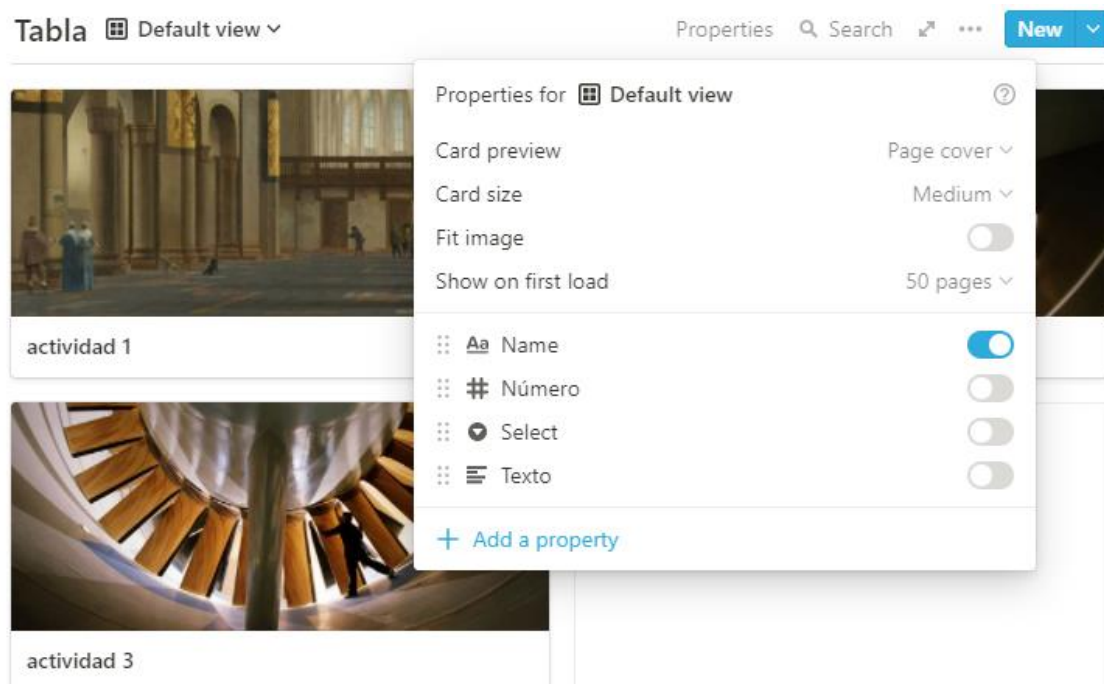 Tabla Default view Properties Search New
Properties for Default view
Card preview Page cover
Card size Medium
Fit image
Show on first load 50 pages
actividad 1
Aa Name
Número
Select
Texto
+ Add a property
actividad 3